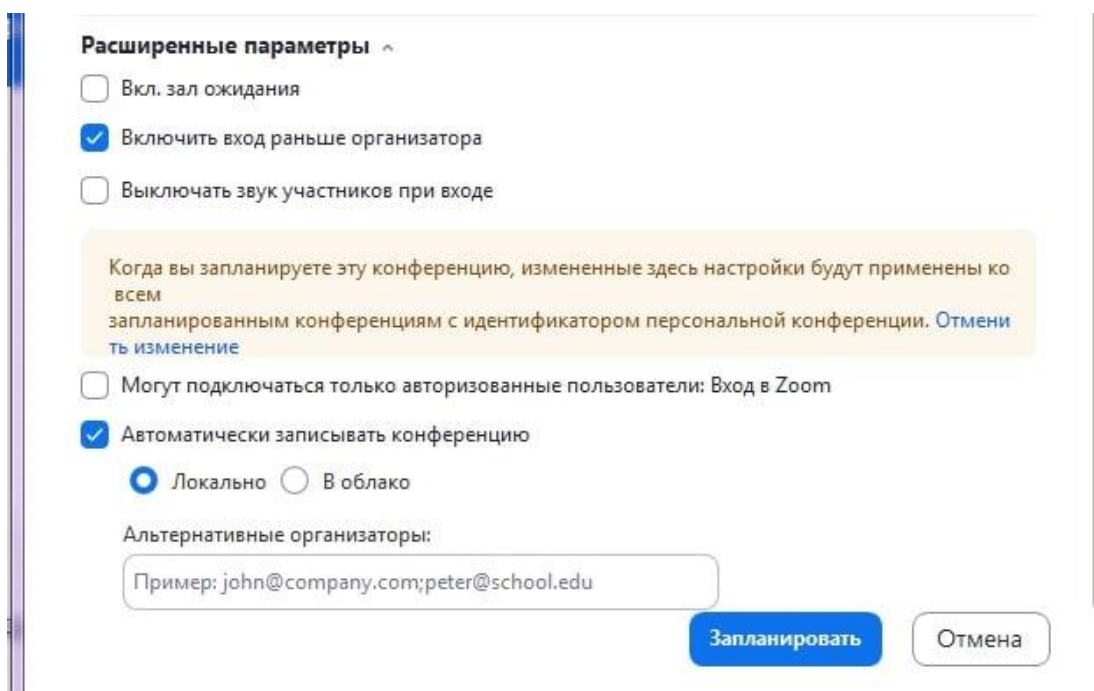 Расширенные параметры
Вкл. зал ожидания
Включить вход раньше организатора
Выключать звук участников при входе
Когда вы запланируете эту конференцию, измененные здесь настройки будут применены ко
всем
запланированным конференциям с идентификатором персональной конференции. Отмени
ть изменение
Могут подключаться только авторизованные пользователи: Вход в Zoom
Автоматически записывать конференцию
Локально В облако
Альтернативные организаторы:
Пример: john@company.com;peter@school.edu
Запланировать Отмена